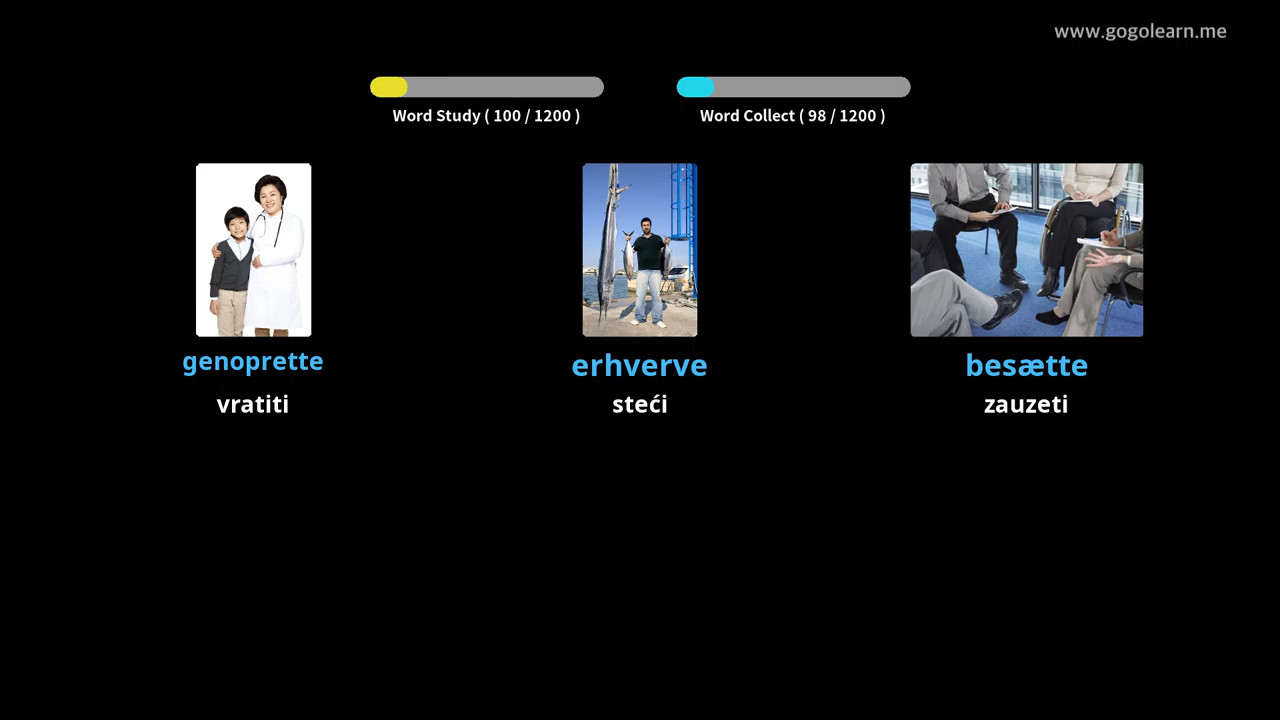 www.gogolearn.me
Word Study ( 100 / 1200 )
Word Collect ( 98 / 1200 )
genoprette
erhverve
besætte
vratiti
steći
zauzeti